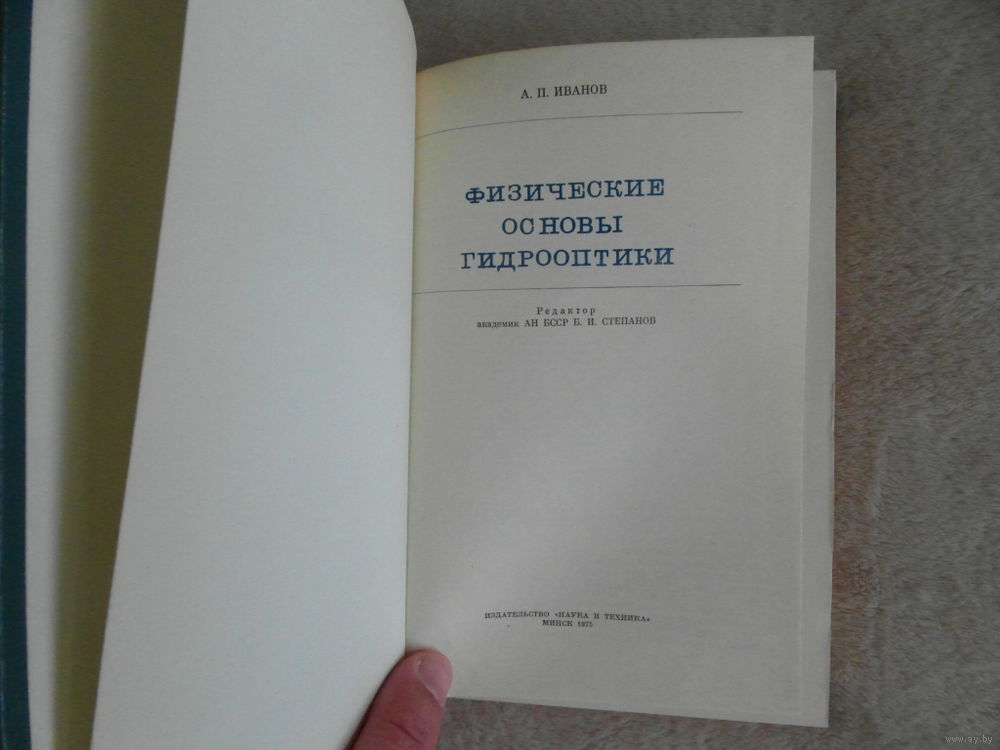 А. П. ИВАНОВ
ФИЗИЧЕСКИЕ
ОСНОВЫ
ГИДРООПТИКИ
Редактор
академик АН БССР Б. И. СТЕПАНОВ
ИЗДАТЕЛЬСТВО «НАУКА И ТЕХНИКА»
МИНСК 1975
www.ay.by